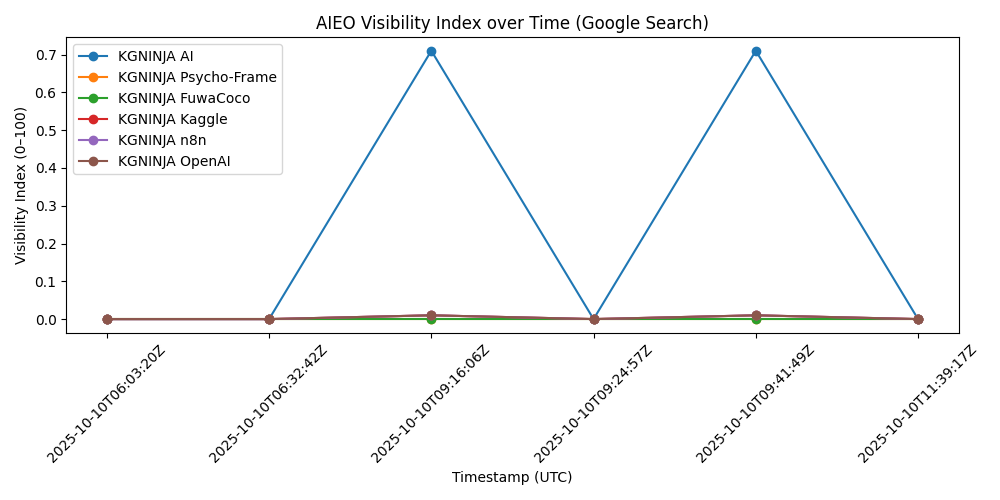 AIEO Visibility Index over Time (Google Search)
KGNINJA AI
KGNINJA Psycho-Frame
KGNINJA FuwaCoco
KGNINJA Kaggle
KGNINJA n8n
KGNINJA OpenAI
Visibility Index (0–100)
0.7
0.6
0.5
0.4
0.3
0.2
0.1
0.0
2025-10-10T06:03:20Z
2025-10-10T06:32:42Z
2025-10-10T09:16:06Z
2025-10-10T09:24:57Z
2025-10-10T09:41:49Z
2025-10-10T11:39:17Z
Timestamp (UTC)